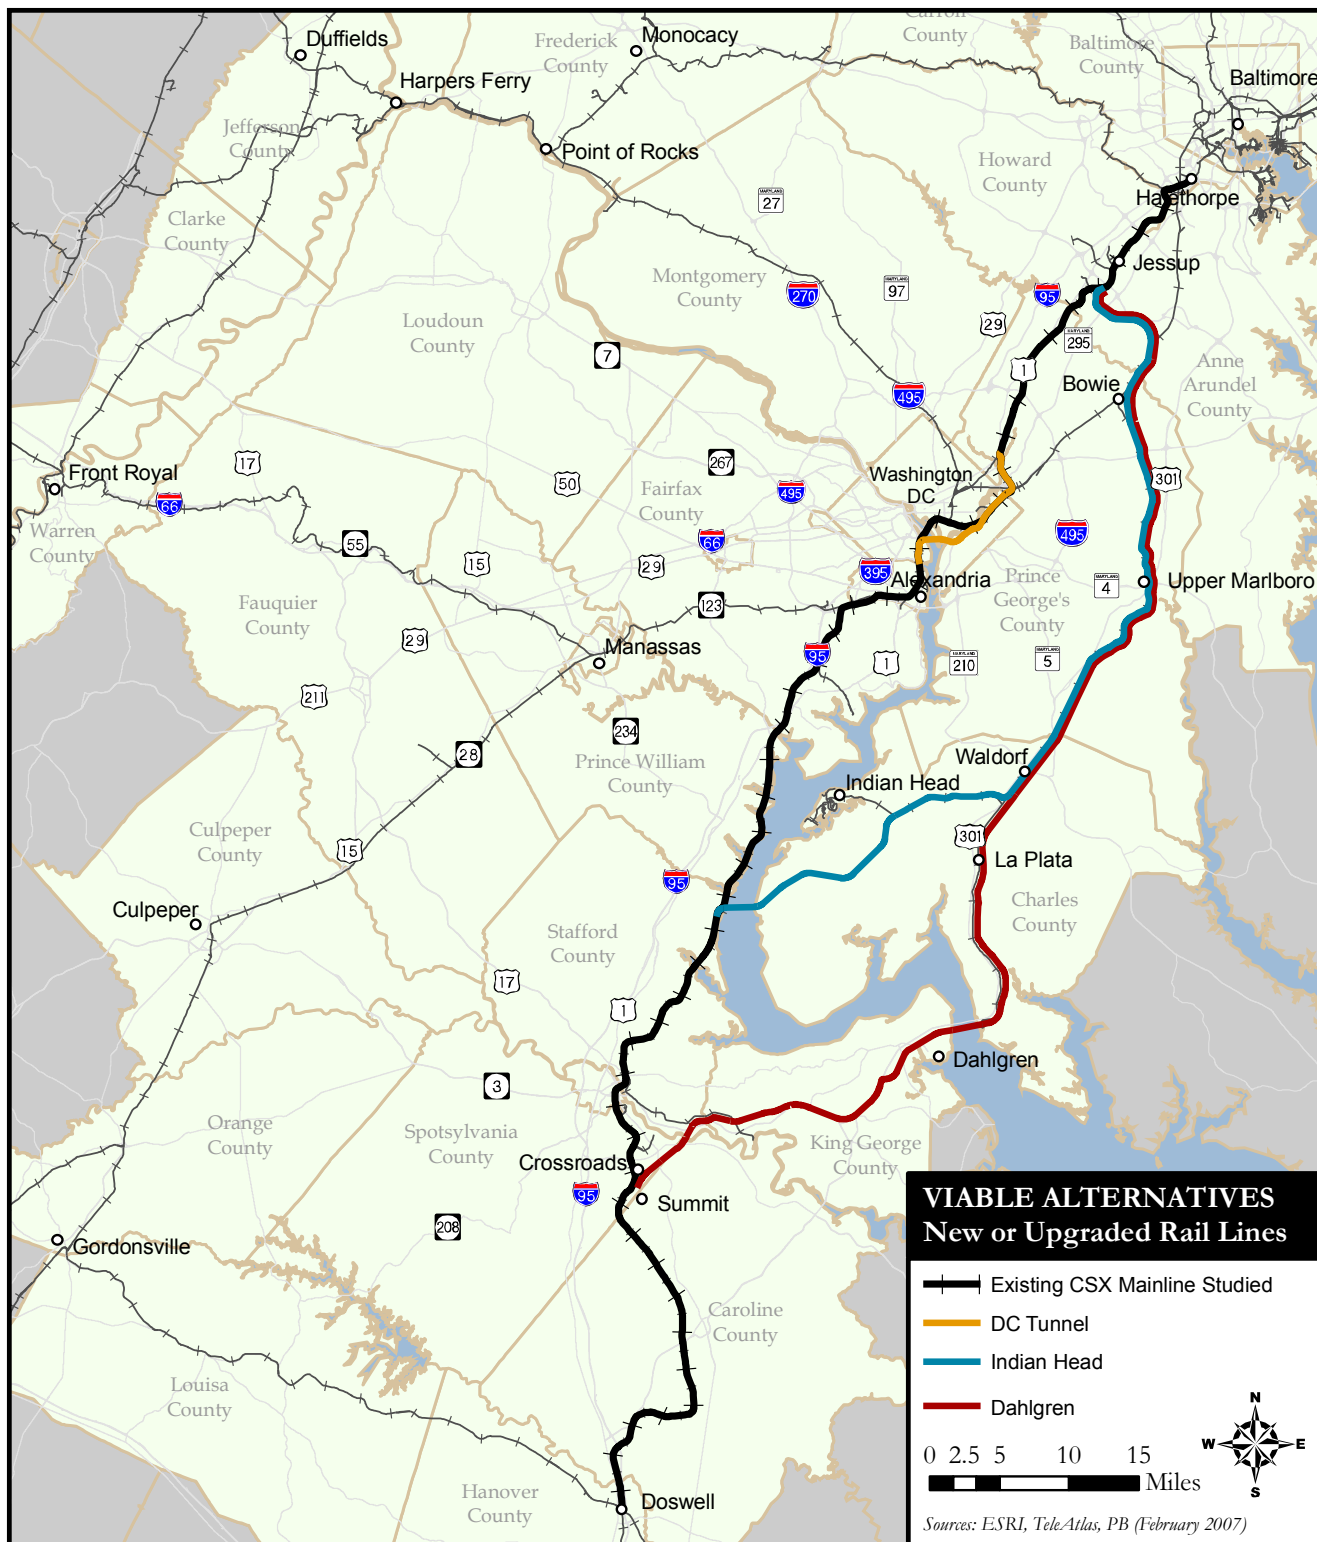 Duffields
Frederick
County
Monocacy
Carroll
County
Baltimore
County
Baltimore
Harpers Ferry
Jefferson
County
Point of Rocks
Howard
County
MARYLAND
27
Halethorpe
Clarke
County
Jessup
Montgomery
County
270
MARYLAND
97
95
29
MARYLAND
295
Loudoun
County
7
1
Anne
Arundel
County
Bowie
495
Front Royal
17
66
50
267
Fairfax
County
495
Washington
DC
301
Warren
County
55
15
66
29
395
495
Alexandria
Prince
George's
County
MARYLAND
4
Upper Marlboro
Fauquier
County
123
29
Manassas
95
1
MARYLAND
210
MARYLAND
5
211
234
28
Prince William
County
Waldorf
Indian Head
Culpeper
County
15
301
La Plata
95
Charles
County
Culpeper
Stafford
County
17
1
Dahlgren
3
Orange
County
Spotsylvania
County
King George
County
Crossroads
95
Summit
208
Gordonsville
Caroline
County
Louisa
County
Hanover
County
Doswell
VIABLE ALTERNATIVES
New or Upgraded Rail Lines
Existing CSX Mainline Studied
DC Tunnel
Indian Head
Dahlgren
N
W E
S
0 2.5 5 10 15
Miles
Sources: ESRI, TeleAtlas, PB (February 2007)